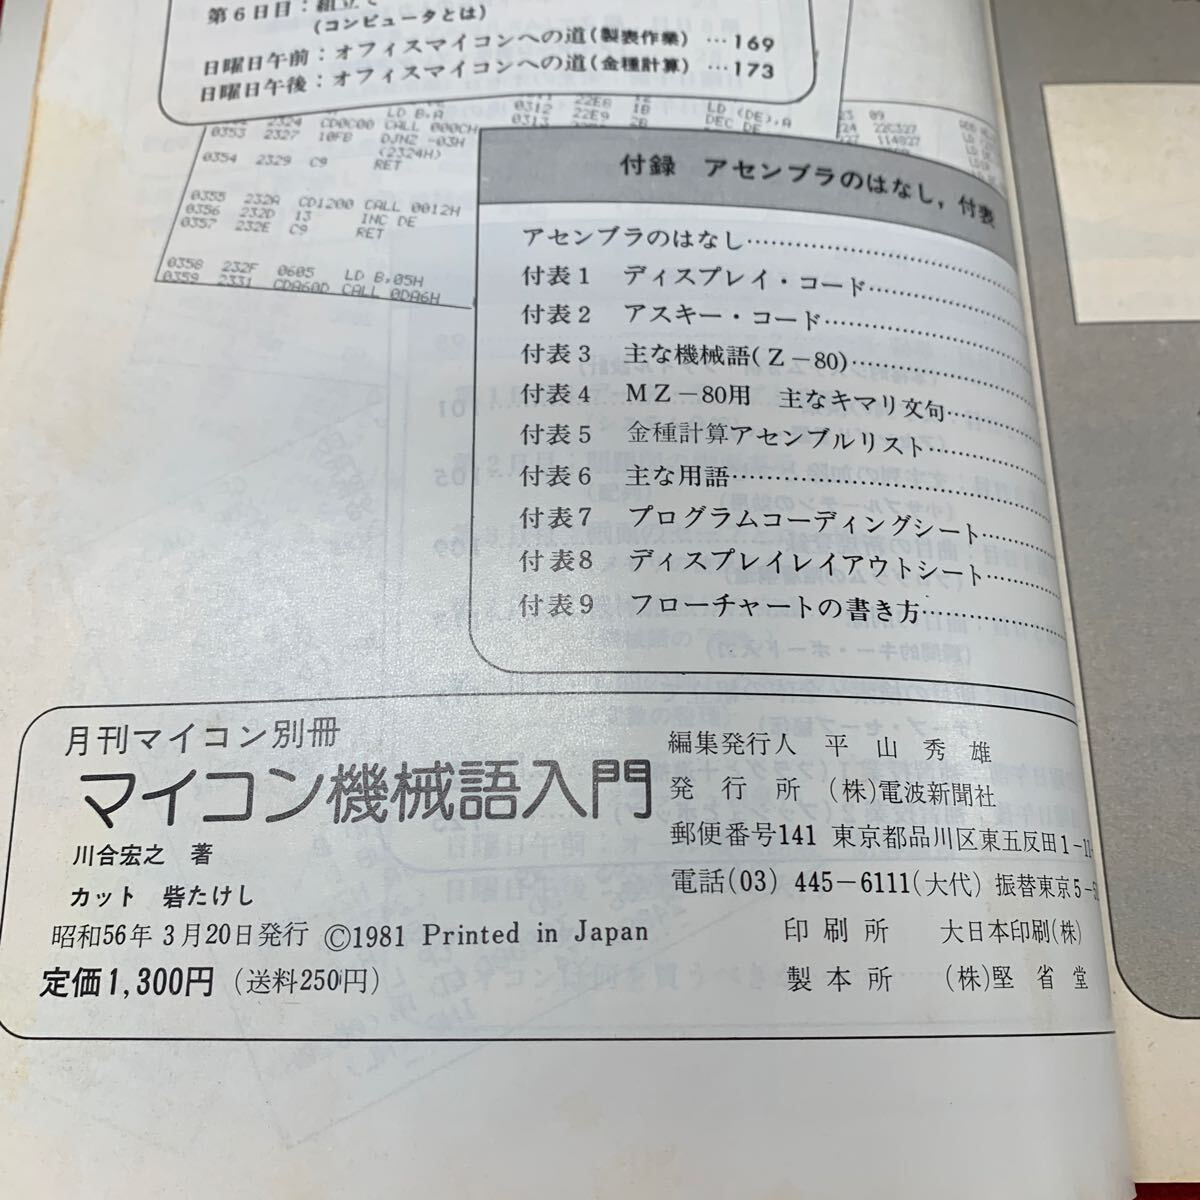 第6日目:組立て
(コンピュータとは)
日曜日午前:オフィスマイコンへの道(製表作業) …169
日曜日午後:オフィスマイコンへの道(金種計算) …173
2324 CD0C00 CALL 000CH
0353 2327 10FB DJNZ -03H
(2324H)
0354 2329 C9 RET
0355 232A CD1200 CALL 0012H
0356 232D 13 INC DE
0357 232E C9 RET
0358 232F 0605 LD B,05H
0359 2331 CDA60D CALL 0DA6H
LD B,A
0312 22E8 1B LD (DE),A
0313 22E9 DEC DE
付録 アセンブラのはなし,付表
アセンブラのはなし……………………
付表1 ディスプレイ・コード……………
付表2 アスキー・コード…………………
付表3 主な機械語(Z-80)………………
付表4 MZ-80用 主なキマリ文句………
付表5 金種計算アセンブルリスト………
付表6 主な用語……………………………
付表7 プログラムコーディングシート……
付表8 ディスプレイレイアウトシート……
付表9 フローチャートの書き方…………
月刊マイコン別冊
マイコン機械語入門
川合宏之 著
カット 砦たけし
昭和56年3月20日発行 ©1981 Printed in Japan
定価1,300円(送料250円)
編集発行人 平山秀雄
発行所 (株)電波新聞社
郵便番号141 東京都品川区東五反田1-11-
電話(03) 445-6111(大代) 振替東京5-5
印刷所 大日本印刷(株)
製本所 (株)堅省堂